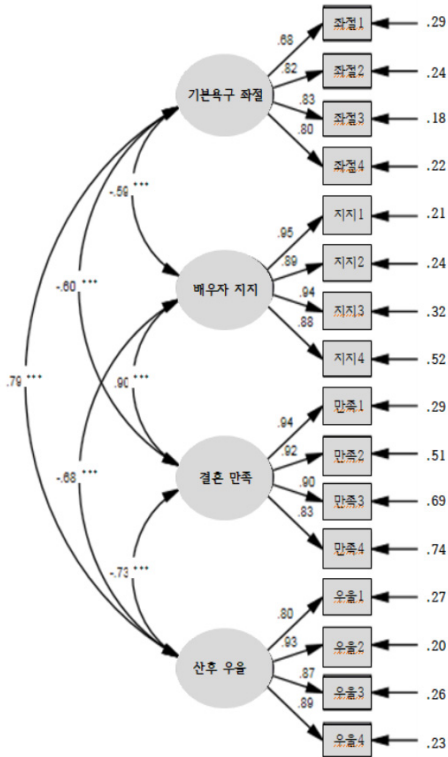 좌절1
.29
.68
.82
좌절2
.24
기본욕구 좌절
.83
좌절3
.18
.80
좌절4
.22
-.59 ***
지지1
.21
.95
.89
지지2
.24
-.60 ***
배우자 지지
.94
지지3
.32
.88
지지4
.52
.79 ***
.90 ***
만족1
.29
.94
.92
만족2
.51
-.68 ***
결혼 만족
.90
만족3
.69
.83
만족4
.74
-.73 ***
우울1
.27
.80
.93
우울2
.20
산후 우울
.87
우울3
.26
.89
우울4
.23